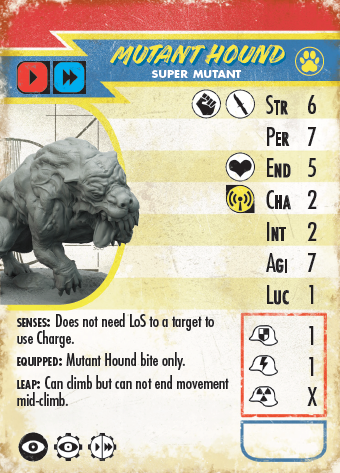 MUTANT HOUND
SUPER MUTANT
STR 6
PER 7
END 5
CHA 2
INT 2
AGI 7
LUC 1
SENSES: Does not need LoS to a target to
use Charge.
EQUIPPED: Mutant Hound bite only.
LEAP: Can climb but can not end movement
mid-climb.
1
1
X